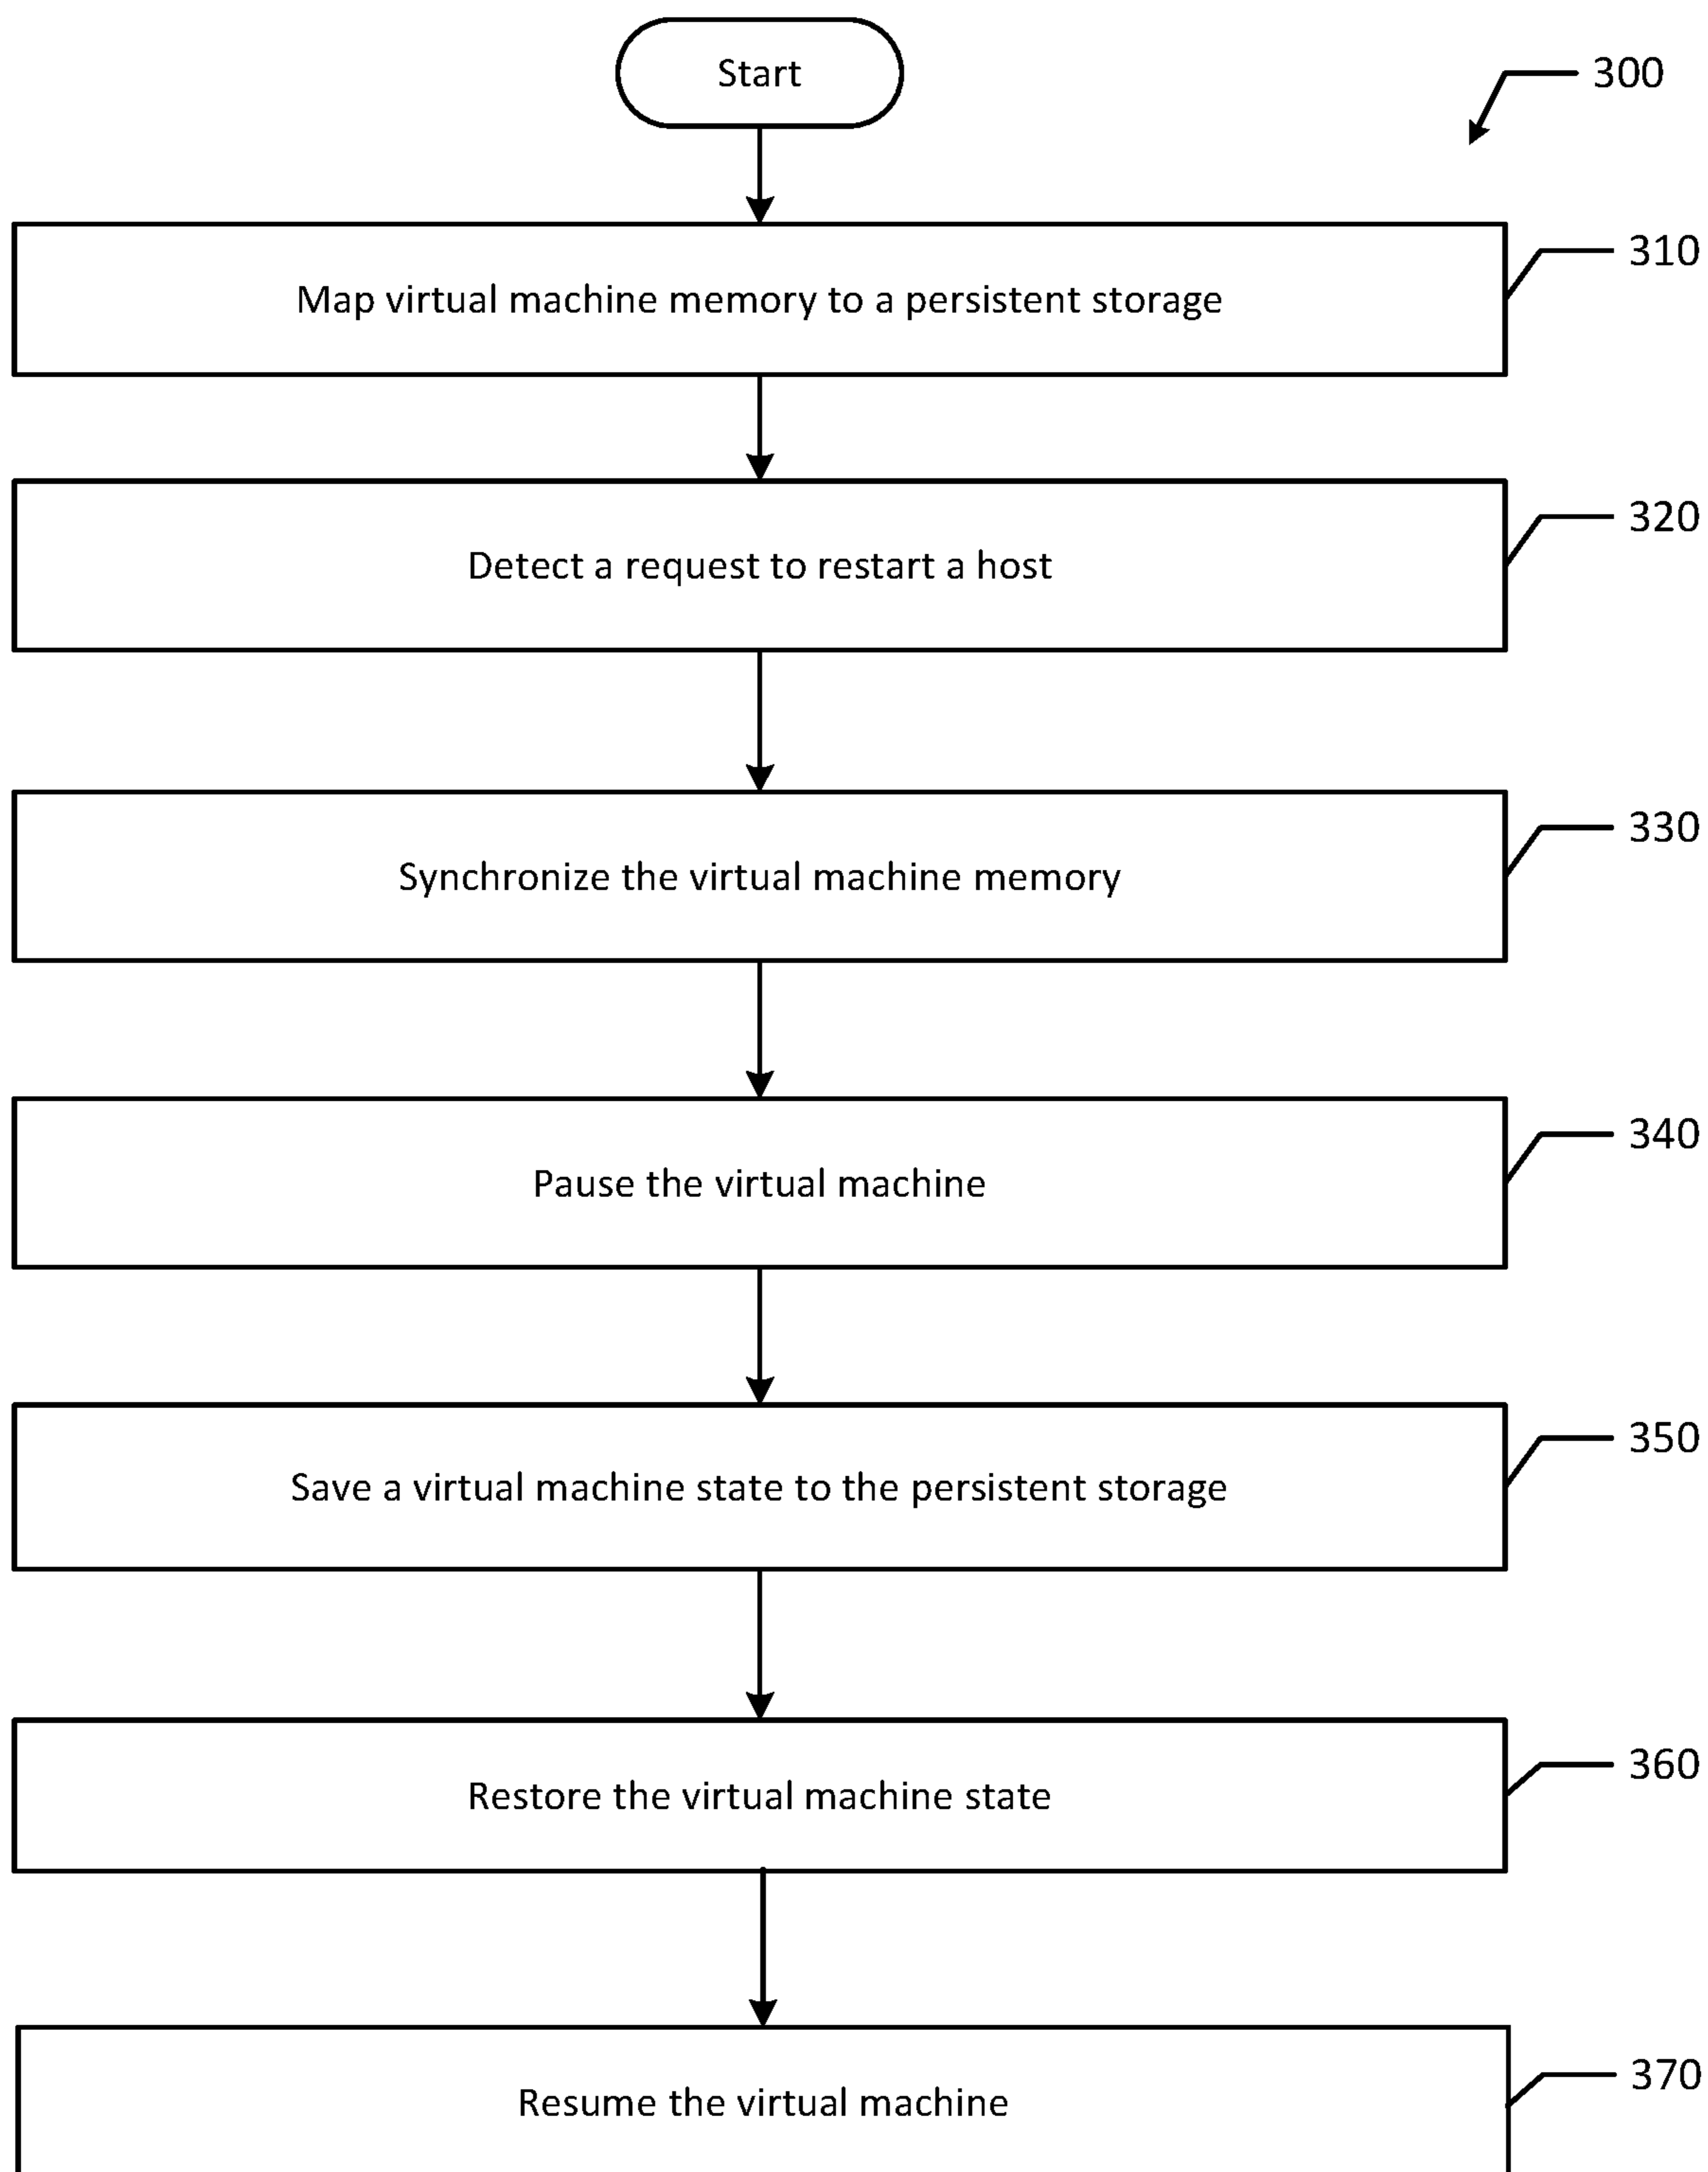 Start
300
Map virtual machine memory to a persistent storage
310
Detect a request to restart a host
320
Synchronize the virtual machine memory
330
Pause the virtual machine
340
Save a virtual machine state to the persistent storage
350
Restore the virtual machine state
360
Resume the virtual machine
370